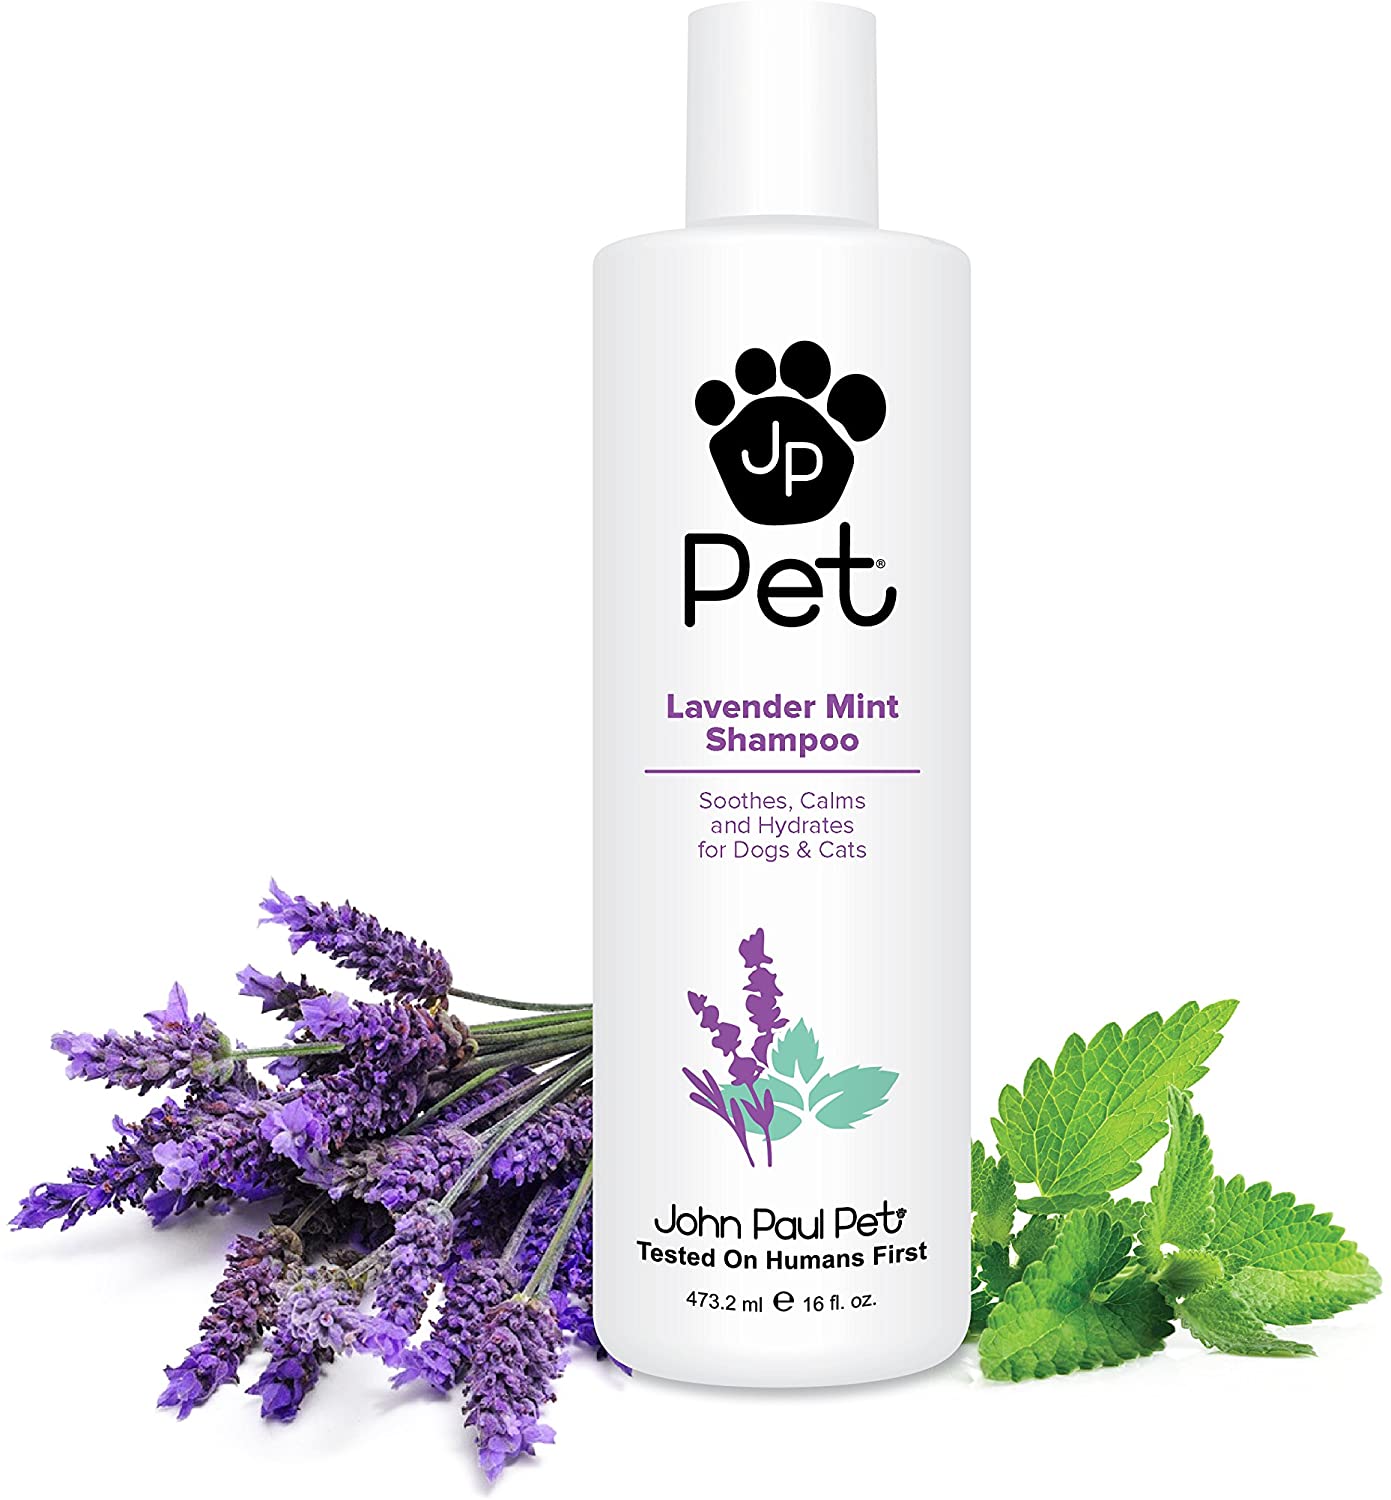 JP
Pet®
Lavender Mint
Shampoo
Soothes, Calms
and Hydrates
for Dogs & Cats
John Paul Pet
Tested On Humans First
473.2 ml ℮ 16 fl. oz.